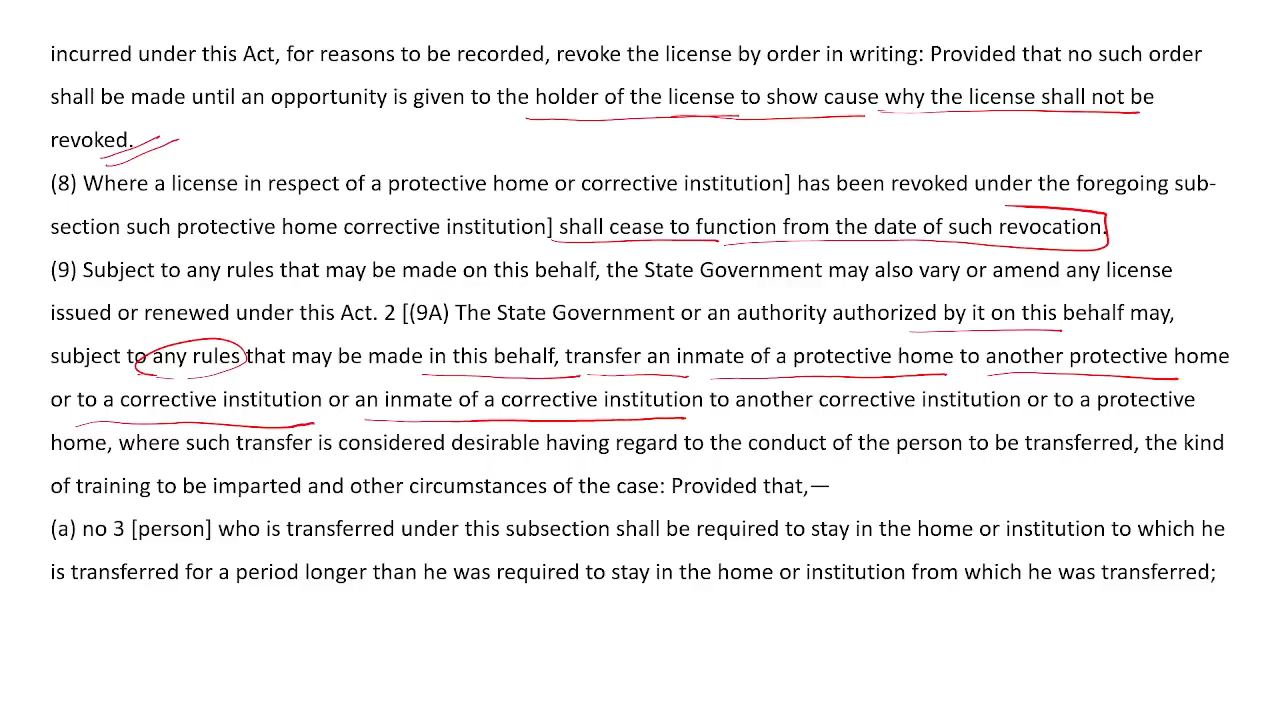 incurred under this Act, for reasons to be recorded, revoke the license by order in writing: Provided that no such order
shall be made until an opportunity is given to the holder of the license to show cause why the license shall not be
revoked.
(8) Where a license in respect of a protective home or corrective institution] has been revoked under the foregoing sub-
section such protective home corrective institution] shall cease to function from the date of such revocation.
(9) Subject to any rules that may be made on this behalf, the State Government may also vary or amend any license
issued or renewed under this Act. 2 [(9A) The State Government or an authority authorized by it on this behalf may,
subject to any rules that may be made in this behalf, transfer an inmate of a protective home to another protective home
or to a corrective institution or an inmate of a corrective institution to another corrective institution or to a protective
home, where such transfer is considered desirable having regard to the conduct of the person to be transferred, the kind
of training to be imparted and other circumstances of the case: Provided that,—
(a) no 3 [person] who is transferred under this subsection shall be required to stay in the home or institution to which he
is transferred for a period longer than he was required to stay in the home or institution from which he was transferred;